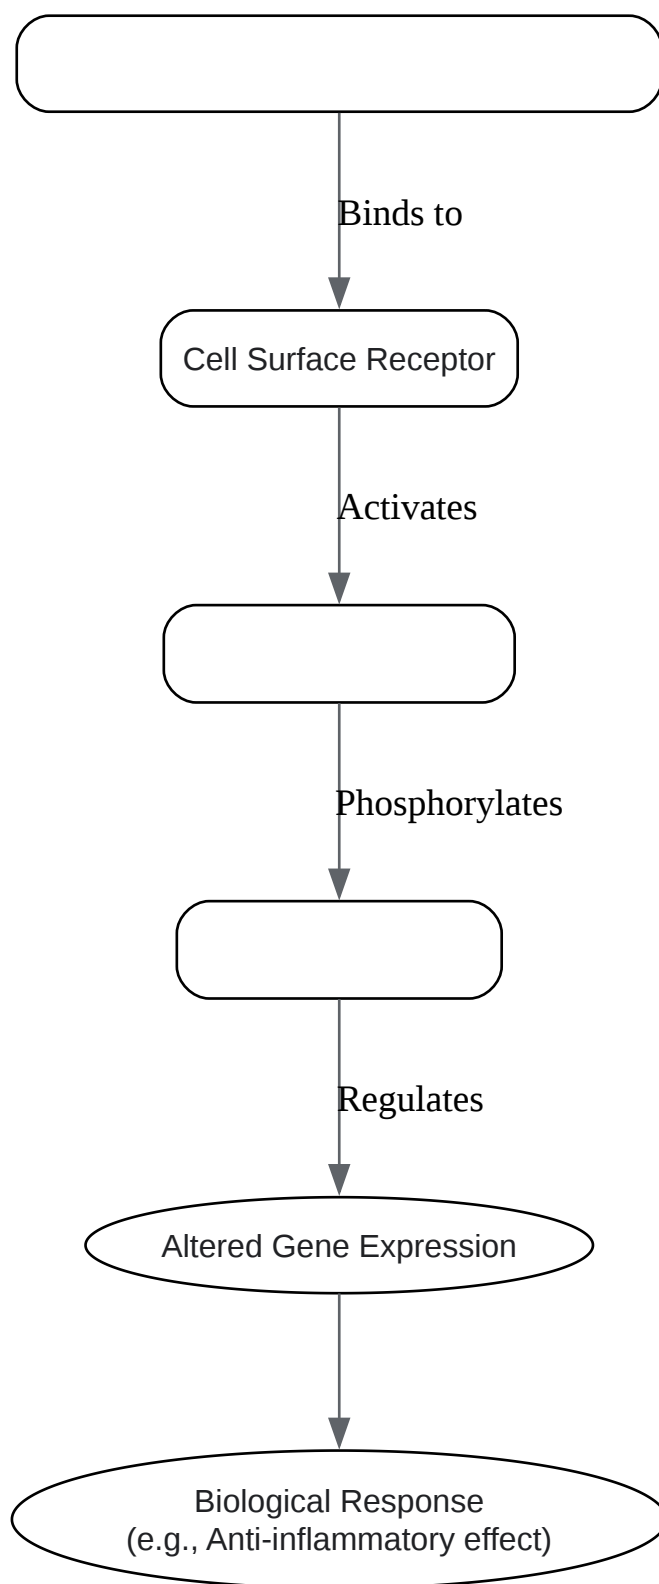 Binds to
Cell Surface Receptor
Activates
Phosphorylates
Regulates
Altered Gene Expression
Biological Response
(e.g., Anti-inflammatory effect)